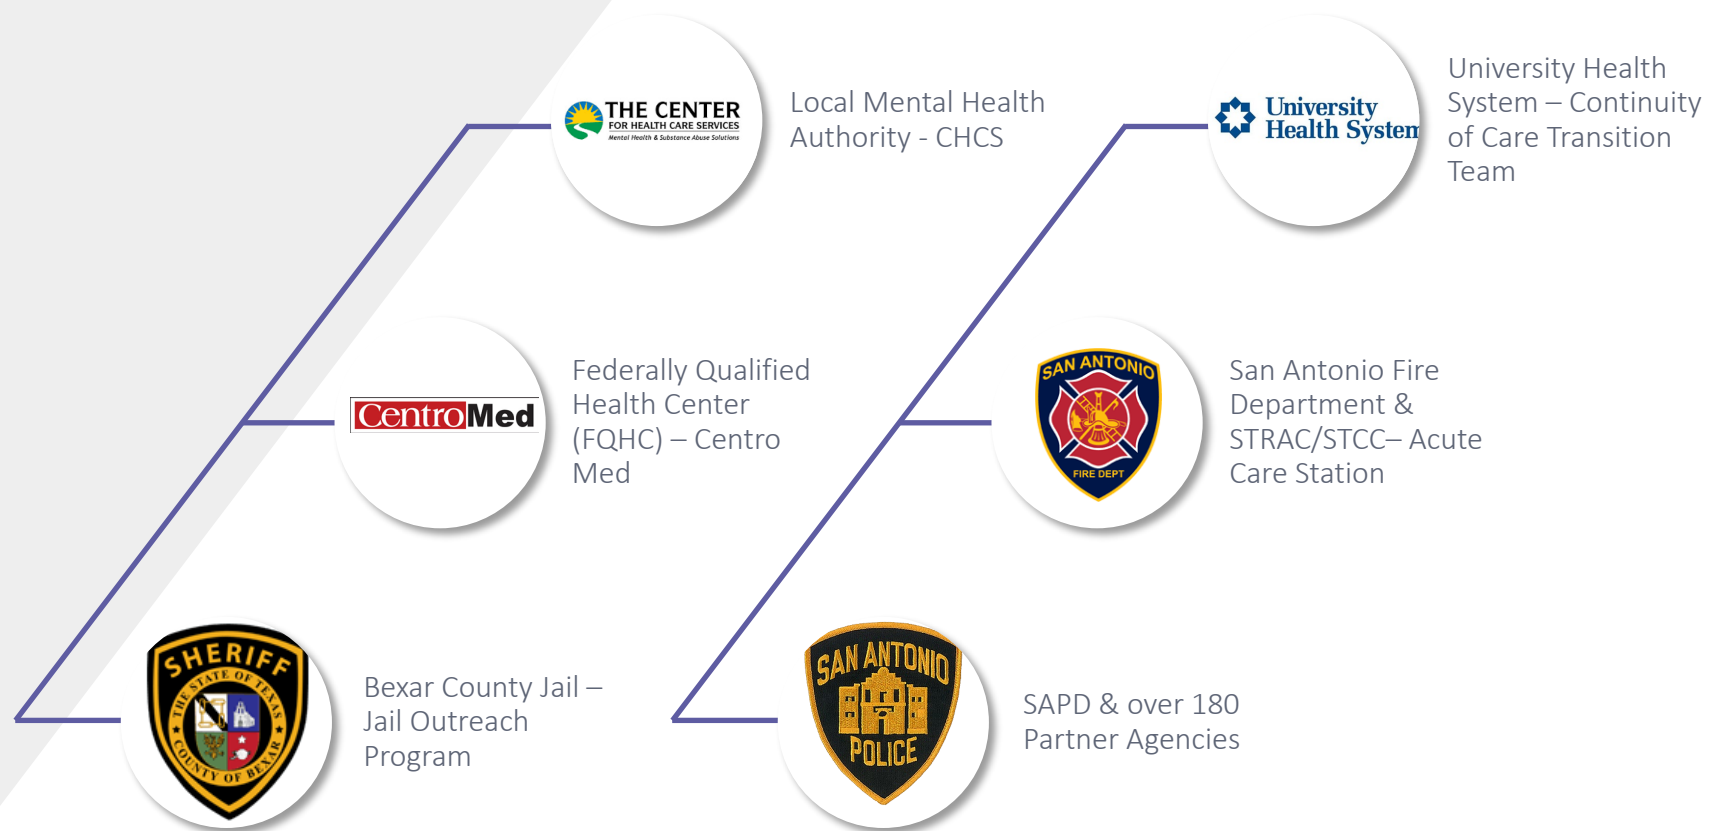 THE CENTER
FOR HEALTH CARE SERVICES
Mental Health & Substance Abuse Solutions
Local Mental Health
Authority - CHCS
University
Health System
University Health
System – Continuity
of Care Transition
Team
CentroMed
Federally Qualified
Health Center
(FQHC) – Centro
Med
SAN ANTONIO
FIRE DEPT
San Antonio Fire
Department &
STRAC/STCC– Acute
Care Station
SHERIFF
THE STATE OF TEXAS
COUNTY OF BEXAR
Bexar County Jail –
Jail Outreach
Program
SAN ANTONIO
POLICE
SAPD & over 180
Partner Agencies